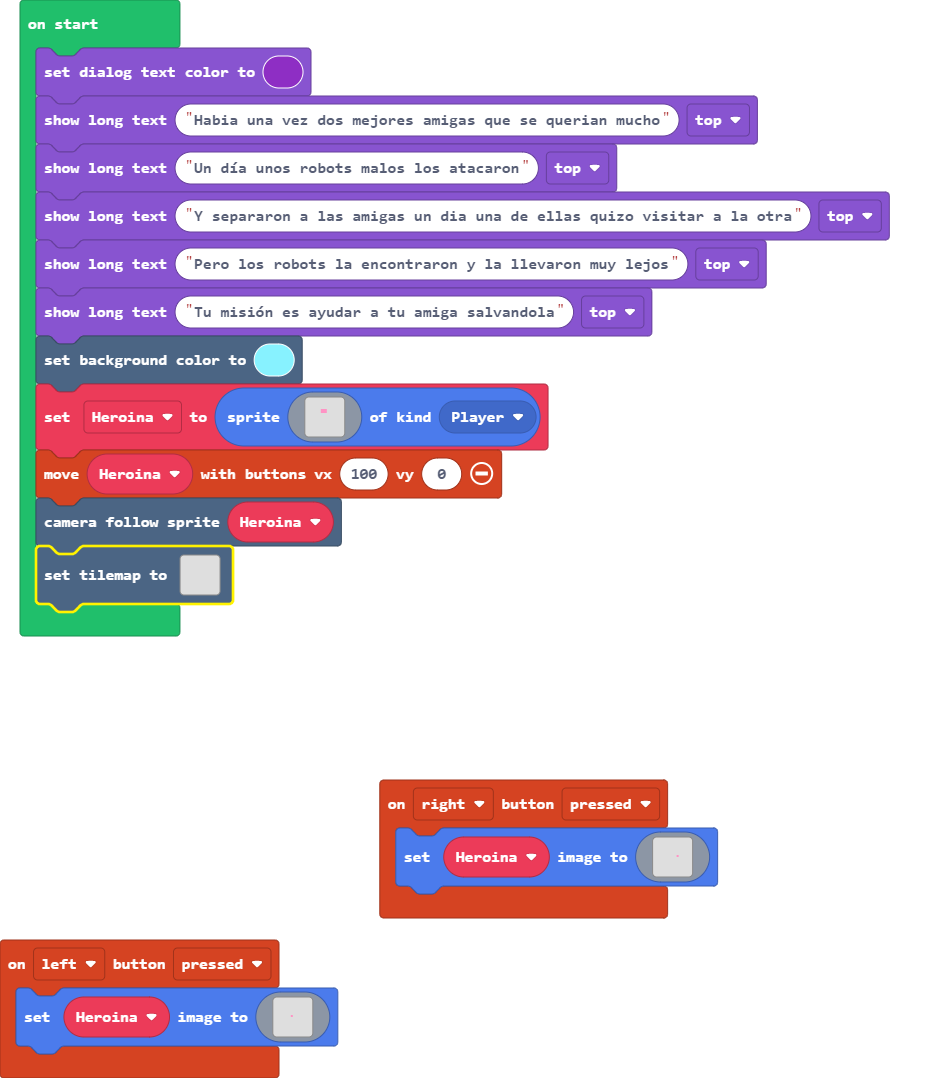 on start
set dialog text color to
show long text "Habia una vez dos mejores amigas que se querian mucho" top
show long text "Un día unos robots malos los atacaron" top
show long text "Y separaron a las amigas un dia una de ellas quizo visitar a la otra" top
show long text "Pero los robots la encontraron y la llevaron muy lejos" top
show long text "Tu misión es ayudar a tu amiga salvandola" top
set background color to
set Heroina to sprite of kind Player
move Heroina with buttons vx 100 vy 0
camera follow sprite Heroina
set tilemap to
on right button pressed
set Heroina image to
on left button pressed
set Heroina image to